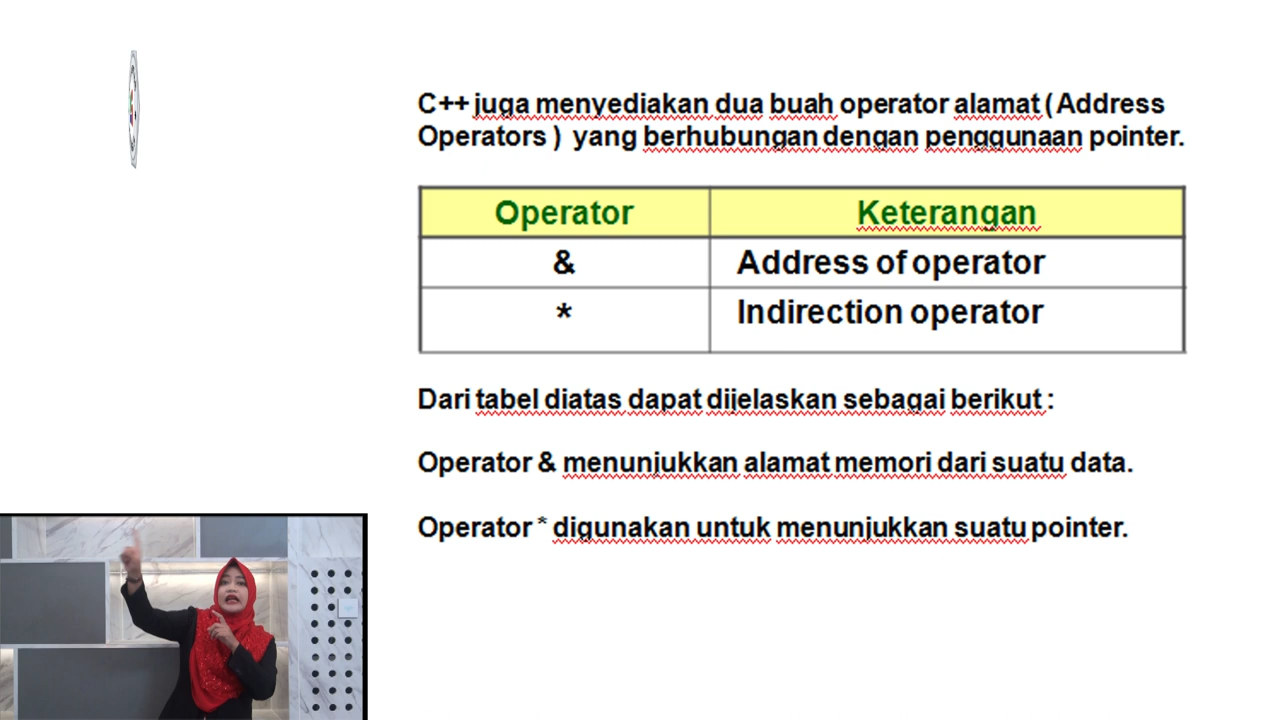 C++ juga menyediakan dua buah operator alamat ( Address
Operators ) yang berhubungan dengan penggunaan pointer.
Operator Keterangan
& Address of operator
* Indirection operator
Dari tabel diatas dapat dijelaskan sebagai berikut :
Operator & menunjukkan alamat memori dari suatu data.
Operator * digunakan untuk menunjukkan suatu pointer.